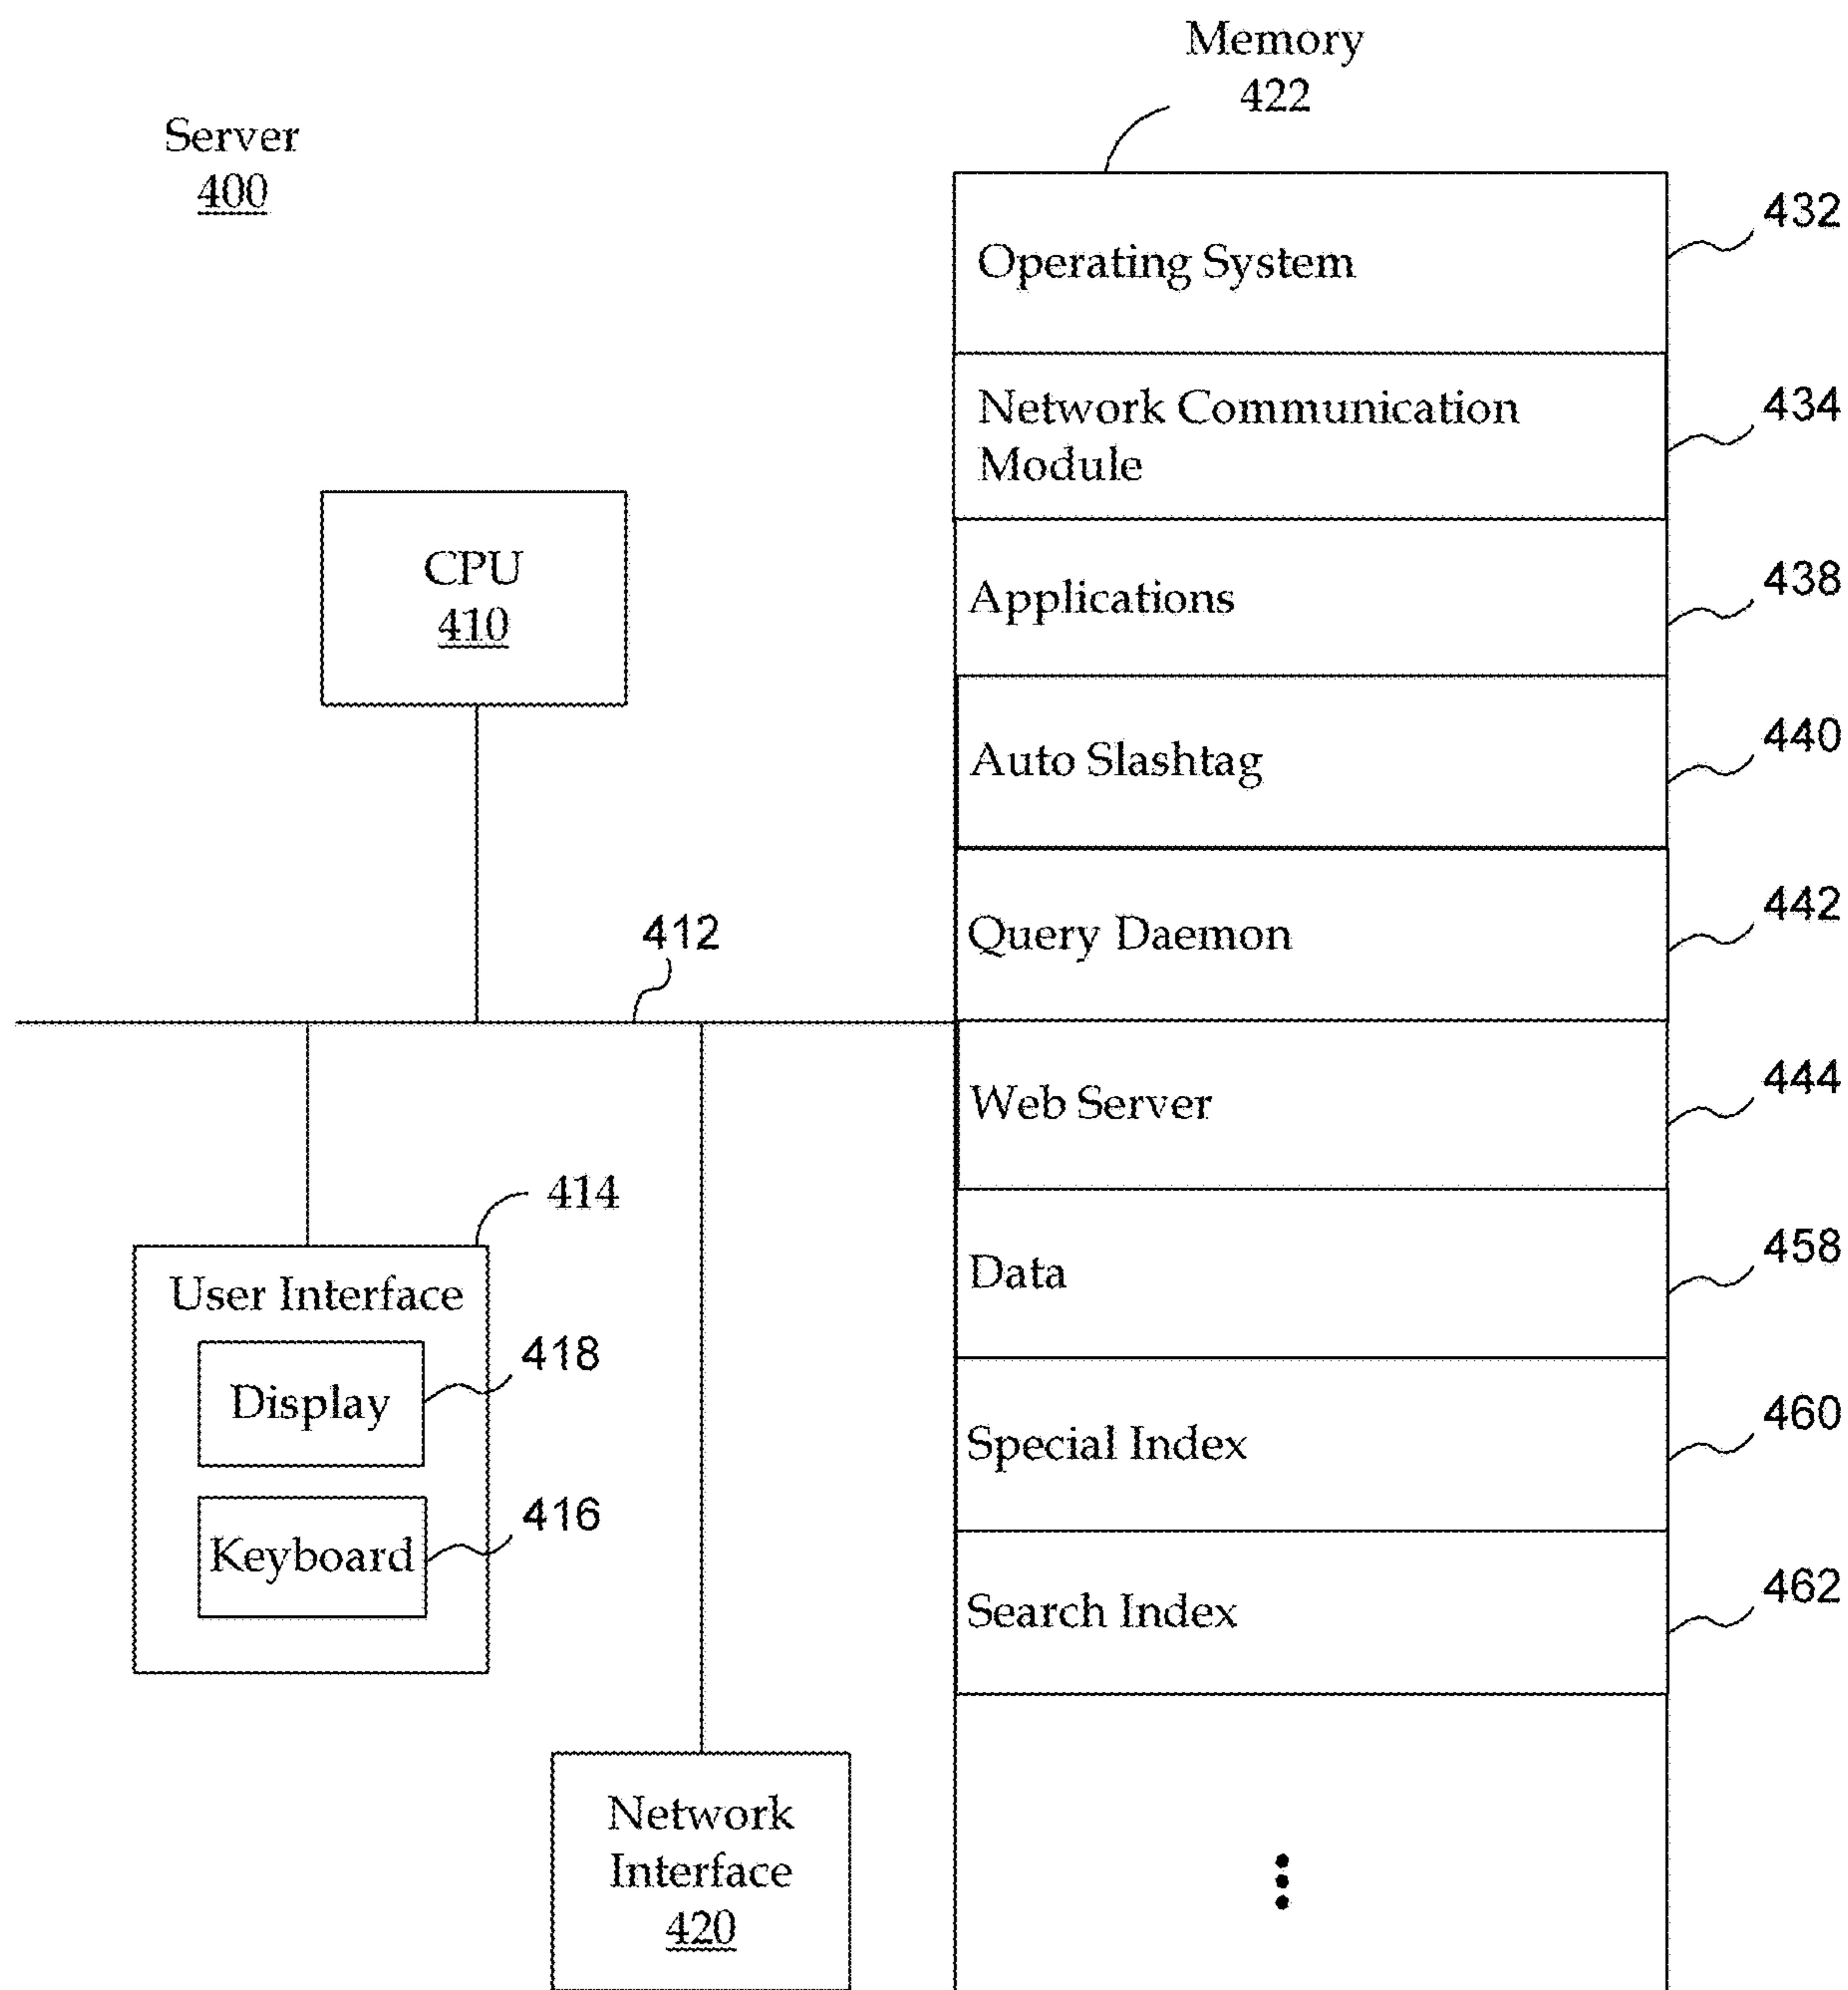 Memory
422
Server
400
Operating System
432
Network Communication
Module
434
Applications
438
CPU
410
Auto Slashtag
440
Query Daemon
442
412
Web Server
444
414
User Interface
Display
418
Keyboard
416
Data
458
Special Index
460
Search Index
462
Network
Interface
420